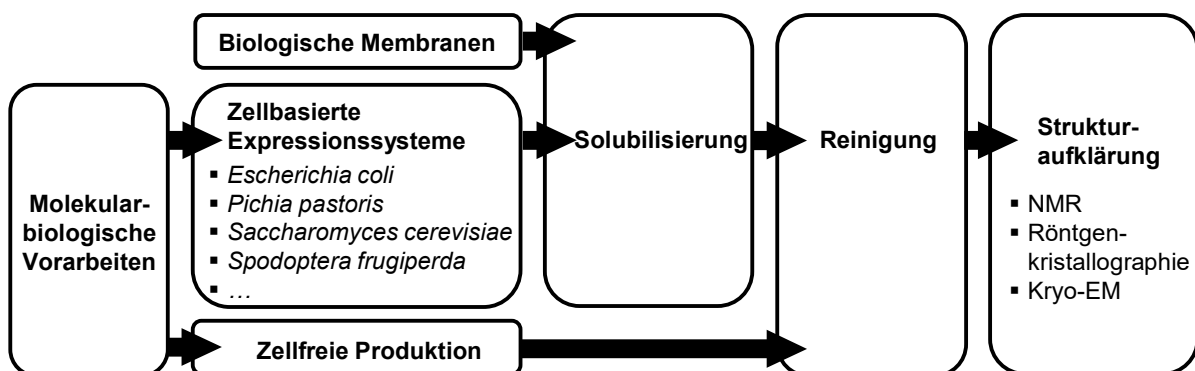 Molekular-
biologische
Vorarbeiten
Biologische Membranen
Zellbasierte
Expressionssysteme
▪ Escherichia coli
▪ Pichia pastoris
▪ Saccharomyces cerevisiae
▪ Spodoptera frugiperda
▪ …
Zellfreie Produktion
Solubilisierung
Reinigung
Struktur-
aufklärung
▪ NMR
▪ Röntgen-
kristallographie
▪ Kryo-EM